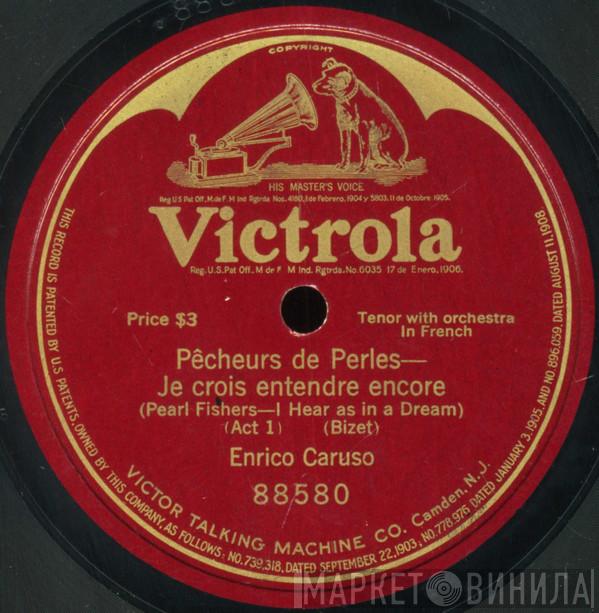 88580
COPYRIGHT
HIS MASTER'S VOICE
Reg. U.S. Pat. Off., M. de F. M. Ind. Rgtrda. Nos. 4180, 1 de Febrero, 1904 y 5803, 11 de Octubre 1905.
Victrola
Reg. U.S. Pat. Off. M de F M Ind. Rgtrda. No. 6035 17 de Enero, 1906.
Price $3
Tenor with orchestra
In French
Pêcheurs de Perles—
Je crois entendre encore
(Pearl Fishers—I Hear as in a Dream)
(Act 1) (Bizet)
Enrico Caruso
88580
VICTOR TALKING MACHINE CO. Camden, N.J.
THIS RECORD IS PATENTED BY U.S. PATENTS, OWNED BY THIS COMPANY, AS FOLLOWS: NO. 739,318, DATED SEPTEMBER 22, 1903, NO. 778,976 DATED JANUARY 3, 1905, AND NO. 896,059, DATED AUGUST 11, 1908
МАРКЕТ ВИНИЛА